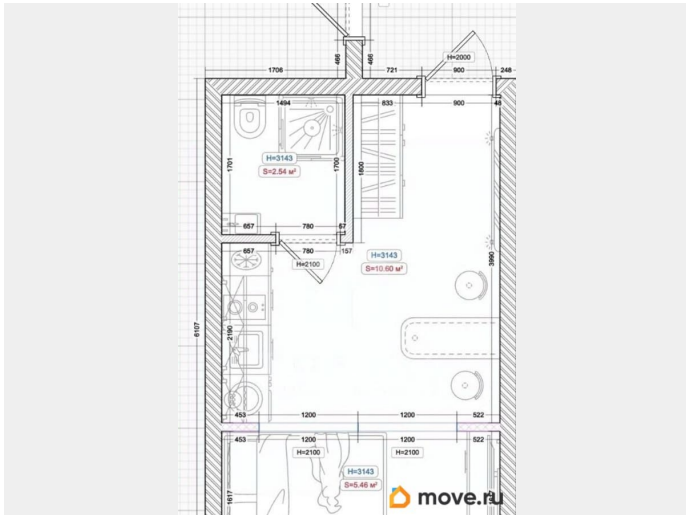 466
466
H=2000
1706
721
900
248
1494
633
900
48
H=3143
S=2.54 м²
1701
1700
1800
657
780
57
657
780
157
H=2100
H=3143
S=10.60 м²
3990
6107
2190
453
1200
1200
522
453
1200
1200
522
H=2100
H=2100
H=3143
S=5.46 м²
1617
move.ru